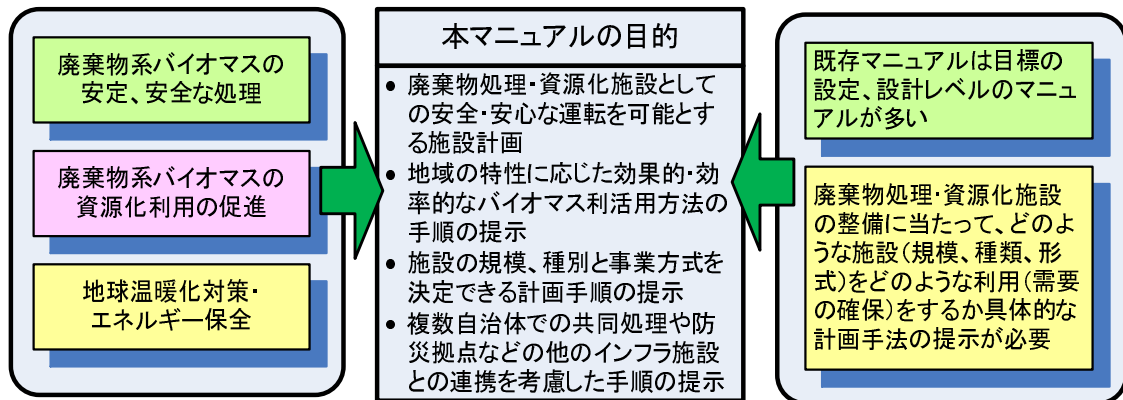 廃棄物系バイオマスの
安定、安全な処理
廃棄物系バイオマスの
資源化利用の促進
地球温暖化対策・
エネルギー保全
本マニュアルの目的
• 廃棄物処理・資源化施設として
の安全・安心な運転を可能とす
る施設計画
• 地域の特性に応じた効果的・効
率的なバイオマス利活用方法の
手順の提示
• 施設の規模、種別と事業方式を
決定できる計画手順の提示
• 複数自治体での共同処理や防
災拠点などの他のインフラ施設
との連携を考慮した手順の提示
既存マニュアルは目標の
設定、設計レベルのマニュ
アルが多い
廃棄物処理・資源化施設
の整備に当たって、どのよ
うな施設(規模、種類、形
式)をどのような利用(需要
の確保)をするか具体的な
計画手法の提示が必要